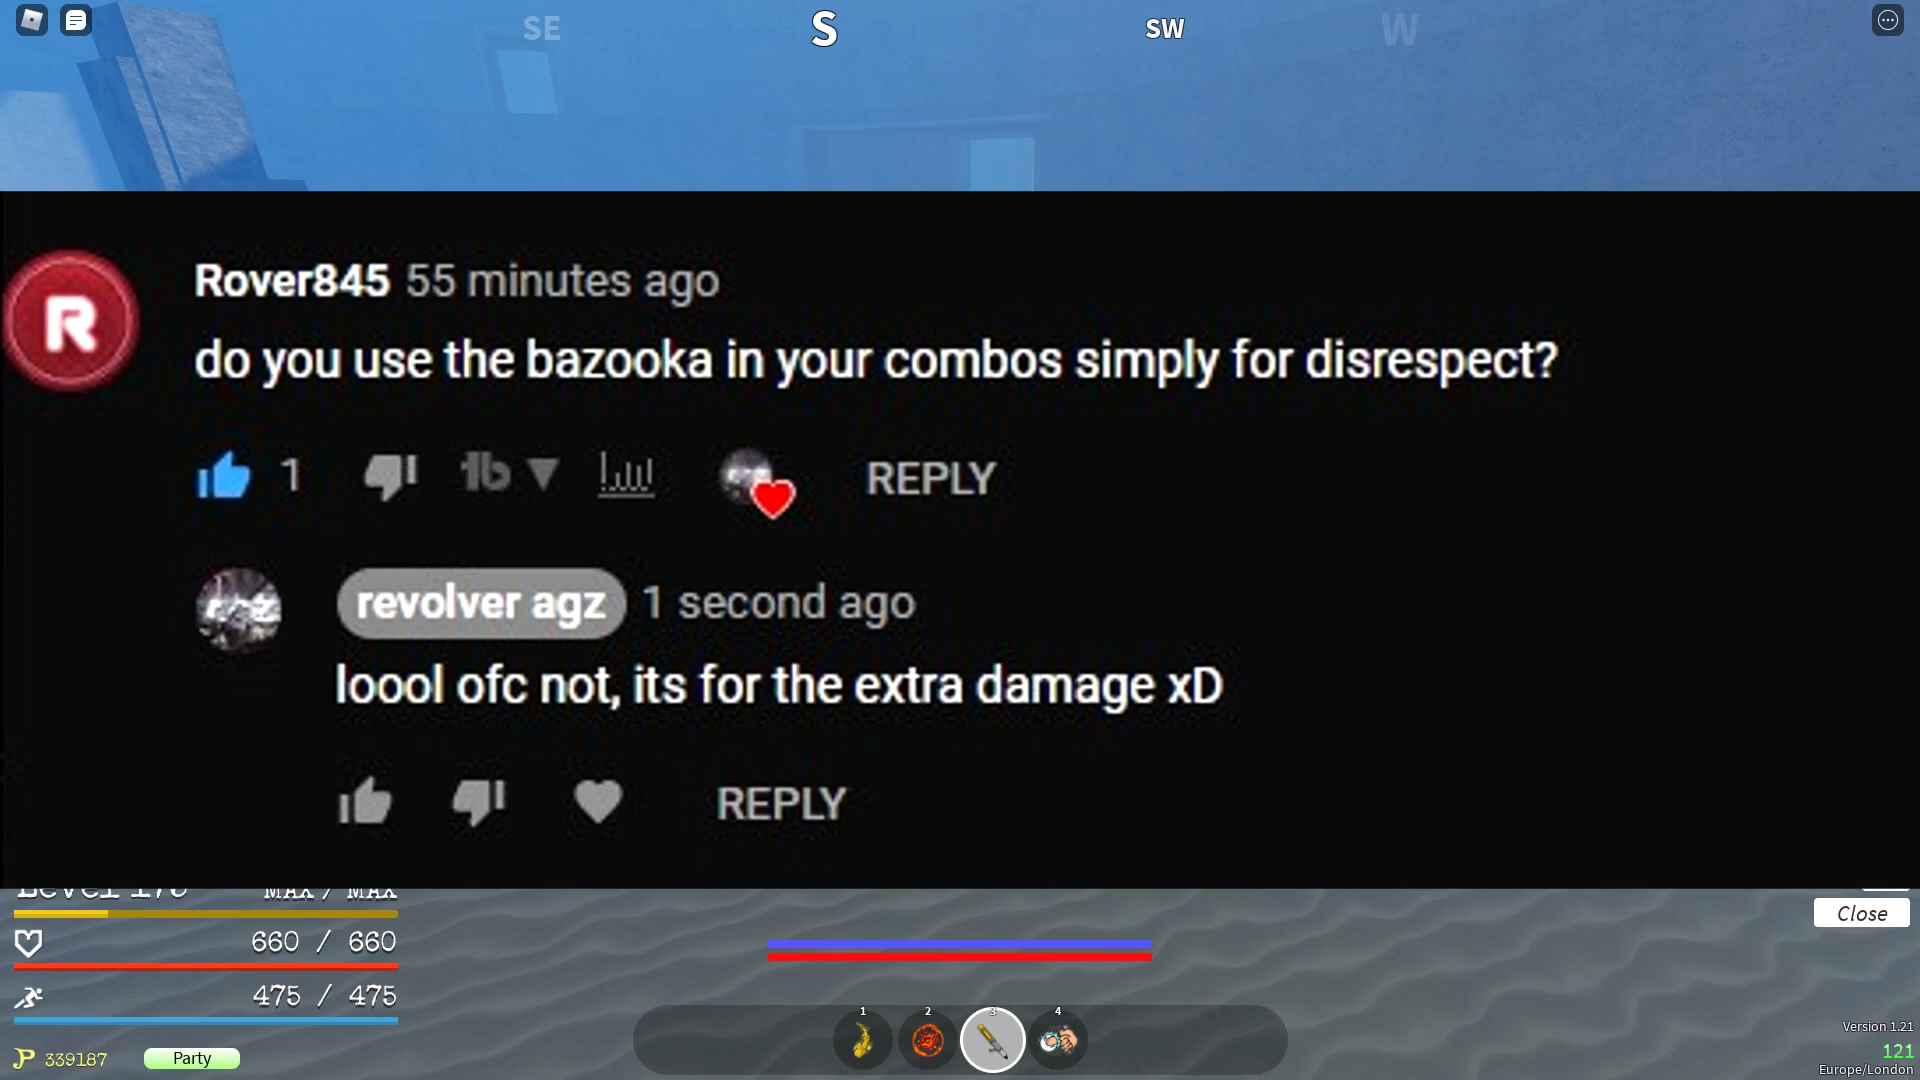 SE S SW W
R
Rover845 55 minutes ago
do you use the bazooka in your combos simply for disrespect?
1 REPLY
revolver agz 1 second ago
loool ofc not, its for the extra damage xD
REPLY
MAX / MAX
Close
660 / 660
475 / 475
1 2 3 4
Version 1.21
339187 Party
121
Europe/London